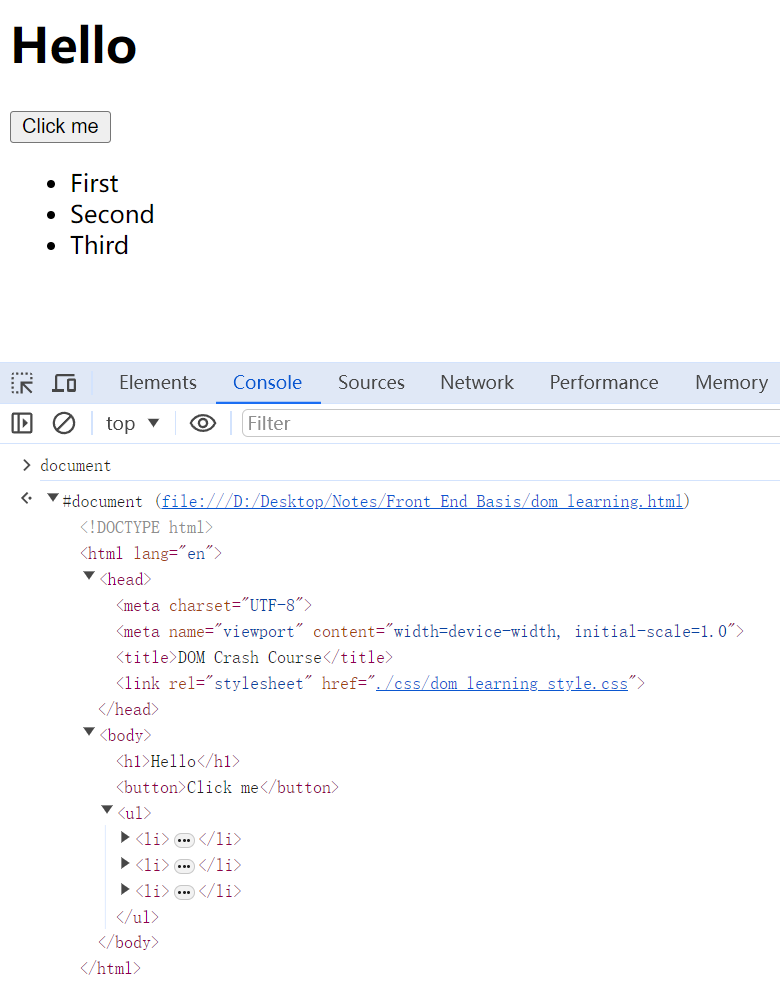 Hello
Click me
• First
• Second
• Third
Elements Console Sources Network Performance Memory
top ▼ Filter
> document
#document (file:///D:/Desktop/Notes/Front End Basis/dom learning.html)
<!DOCTYPE html>
<html lang="en">
<head>
<meta charset="UTF-8">
<meta name="viewport" content="width=device-width, initial-scale=1.0">
<title>DOM Crash Course</title>
<link rel="stylesheet" href="./css/dom learning style.css">
</head>
<body>
<h1>Hello</h1>
<button>Click me</button>
<ul>
<li>…</li>
<li>…</li>
<li>…</li>
</ul>
</body>
</html>